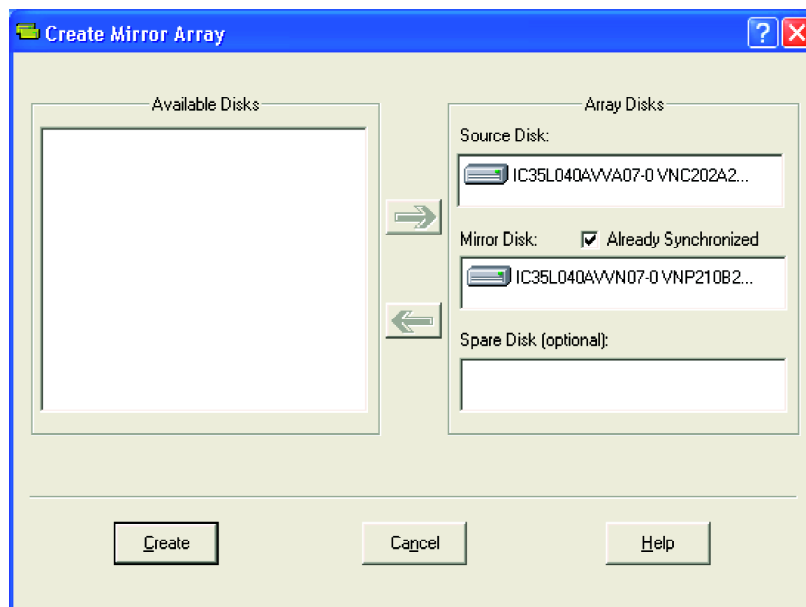 Create Mirror Array
Available Disks
Array Disks
Source Disk:
IC35L040AVVA07-0 VNC202A2...
Mirror Disk:
Already Synchronized
IC35L040AVVN07-0 VNP210B2...
Spare Disk (optional):
Create
Cancel
Help